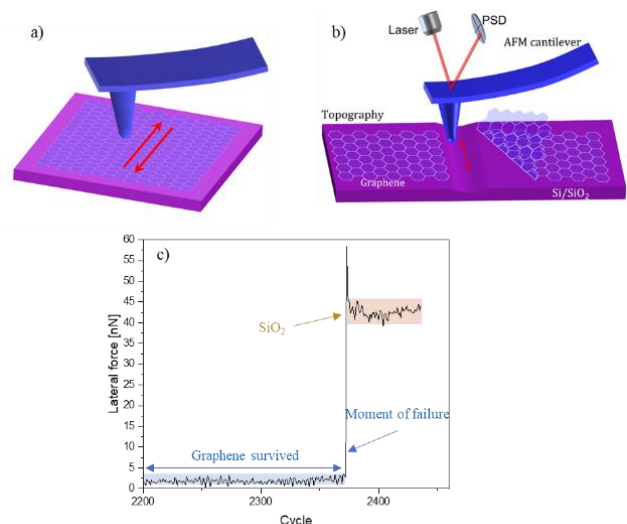 a)
b)
Laser
PSD
AFM cantilever
Topography
Graphene
Si/SiO₂
c)
60
55
50
45
40
35
30
25
20
15
10
5
0
Lateral force [nN]
SiO₂
Moment of failure
Graphene survived
2200
2300
2400
Cycle